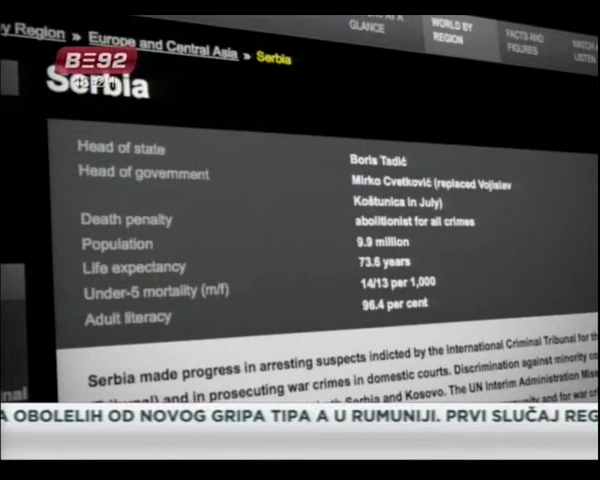 GLANCE
WORLD BY
REGION
FACTS AND
FIGURES
WATCH
LISTEN
Region » Europe and Central Asia » Serbia
B92
Serbia
Head of state Boris Tadić
Head of government Mirko Cvetković (replaced Vojislav
Koštunica in July)
Death penalty abolitionist for all crimes
Population 9.9 million
Life expectancy 73.6 years
Under-5 mortality (m/f) 14/13 per 1,000
Adult literacy 96.4 per cent
Serbia made progress in arresting suspects indicted by the International Criminal Tribunal for
and in prosecuting war crimes in domestic courts. Discrimination against minority
Serbia and Kosovo. The UN Interim Administration
and for war
A OBOLELIH OD NOVOG GRIPA TIPA A U RUMUNIJI. PRVI SLUČAJ REG